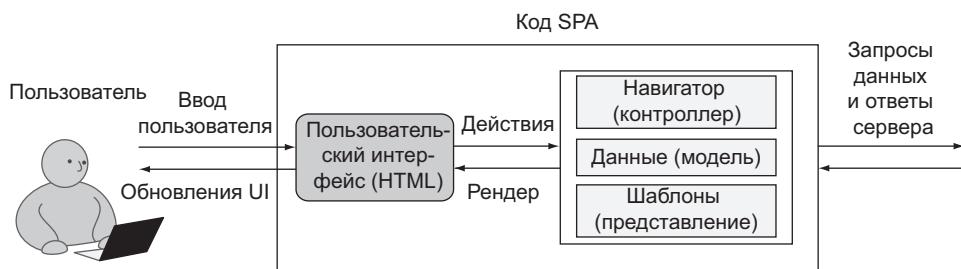 Код SPA
Пользователь
Ввод
пользователя
Обновления UI
Пользователь-
ский интер-
фейс (HTML)
Действия
Рендер
Навигатор
(контроллер)
Данные (модель)
Шаблоны
(представление)
Запросы
данных
и ответы
сервера